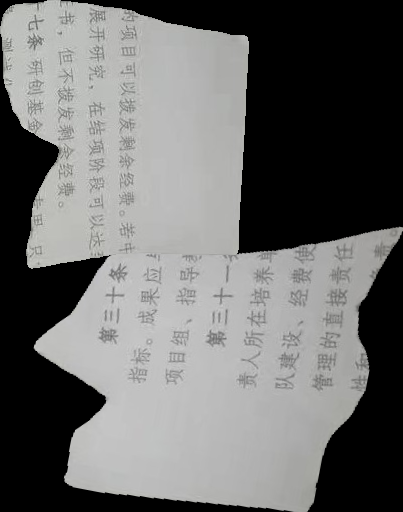 的项目可以拨发剩余经费。若中
展开研究，在结项阶段可以达
书，但不拨发剩余经费。
七条 研创基金
第三十条
指标。成果应
项目组、指导
第三十一
责人所在培养单
队建设、经费使
管理的直接责任
性和